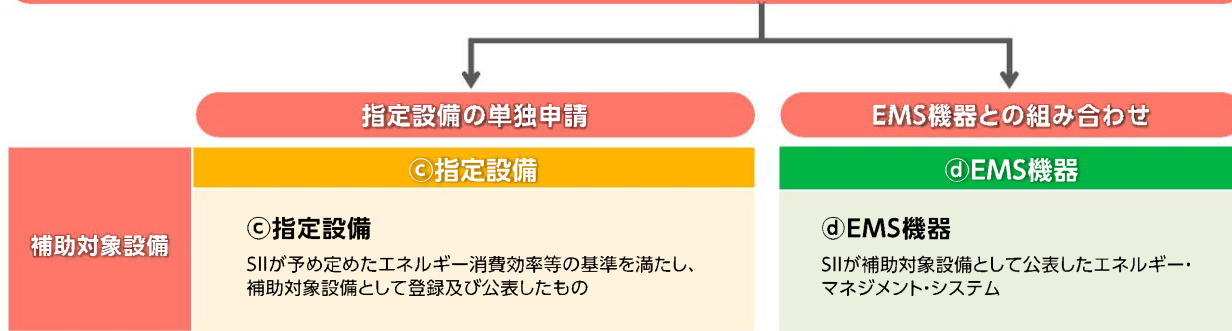 指定設備の単独申請
EMS機器との組み合わせ
補助対象設備
ⓒ指定設備
ⓒ指定設備
SIIが予め定めたエネルギー消費効率等の基準を満たし、
補助対象設備として登録及び公表したもの
ⓓEMS機器
ⓓEMS機器
SIIが補助対象設備として公表したエネルギー・
マネジメント・システム